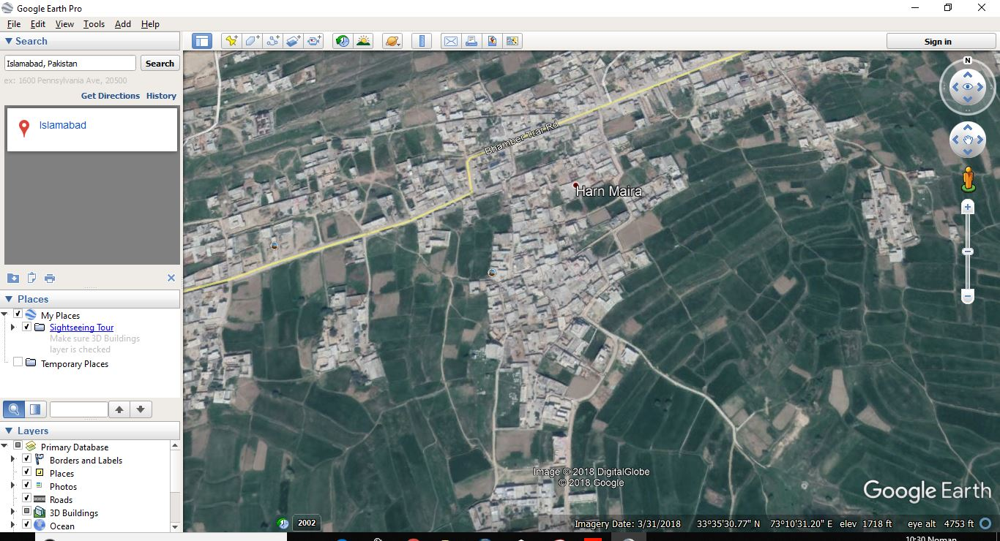 Google Earth Pro
File Edit View Tools Add Help
Search
Sign in
Islamabad, Pakistan
Search
ex: 1600 Pennsylvania Ave, 20500
Get Directions History
Islamabad
Places
My Places
Sightseeing Tour
Make sure 3D Buildings
layer is checked
Temporary Places
Layers
Primary Database
Borders and Labels
Places
Photos
Roads
3D Buildings
Ocean
N
Bhamber Trar Rd
Harn Maira
Image © 2018 DigitalGlobe
© 2018 Google
Google Earth
2002
Imagery Date: 3/31/2018 33°35'30.77" N 73°10'31.20" E elev 1718 ft eye alt 4753 ft
10:30 Noman